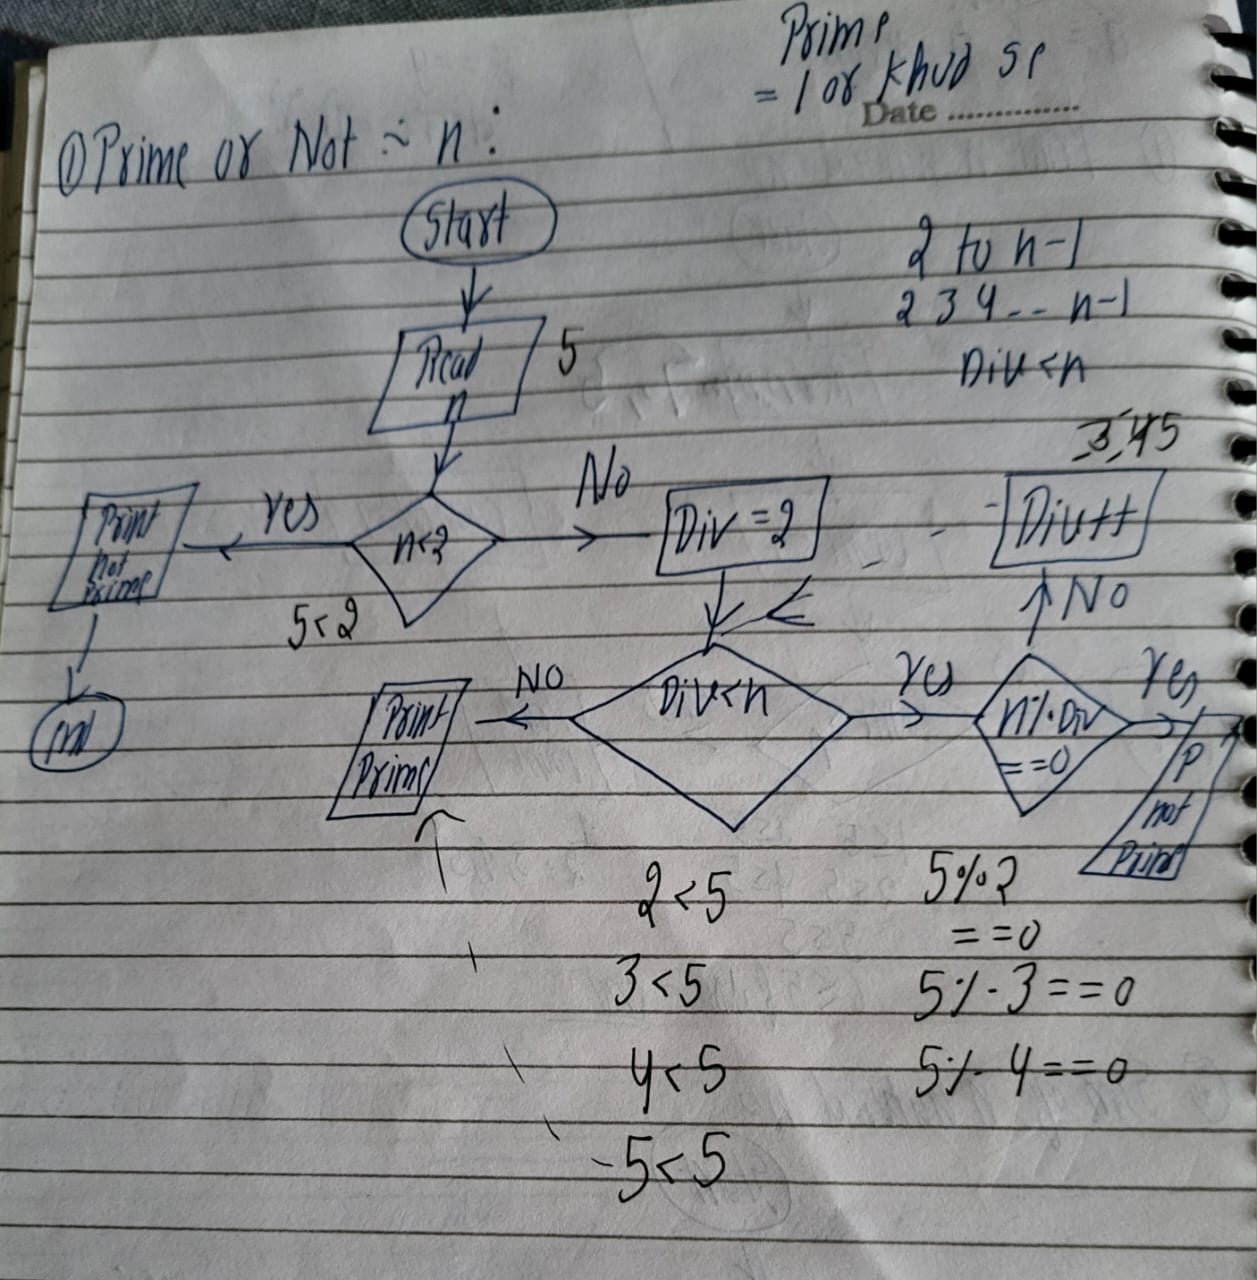 Prime
= 1 or khud se
Date
① Prime or Not ÷ n :
Start
2 to n-1
2 3 4 -- n-1
Read
n
5
Div < n
3, 4 5
No
Yes
Print
not
prime
n<2
Div = 2
Div++
5<2
No
End
NO
Print
Prime
Div<n
Yes
n%Div
==0
Yes
P
not
Prime
2<5
5%2
==0
3<5
5%3==0
4<5
5%4==0
-5<5